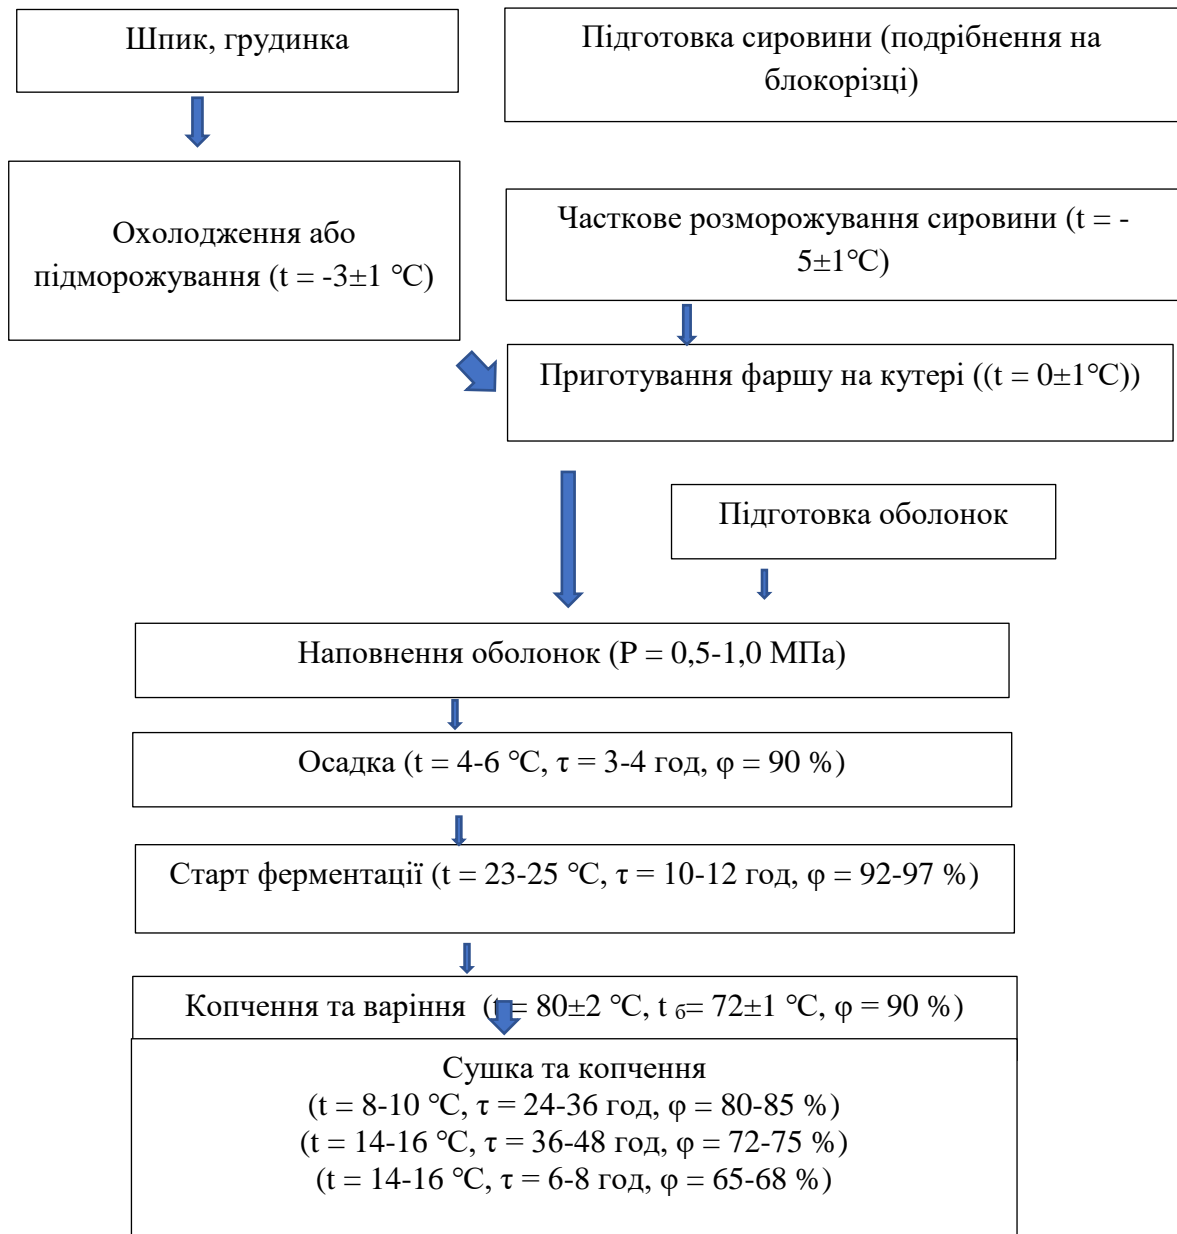 Шпик, грудинка
Підготовка сировини (подрібнення на
блокорізці)
Охолодження або
підморожування (t = -3±1 °C)
Часткове розморожування сировини (t = -
5±1°C)
Приготування фаршу на кутері ((t = 0±1°C))
Підготовка оболонок
Наповнення оболонок (P = 0,5-1,0 МПа)
Осадка (t = 4-6 °C, τ = 3-4 год, φ = 90 %)
Старт ферментації (t = 23-25 °C, τ = 10-12 год, φ = 92-97 %)
Копчення та варіння (t = 80±2 °C, t б= 72±1 °C, φ = 90 %)
Сушка та копчення
(t = 8-10 °C, τ = 24-36 год, φ = 80-85 %)
(t = 14-16 °C, τ = 36-48 год, φ = 72-75 %)
(t = 14-16 °C, τ = 6-8 год, φ = 65-68 %)